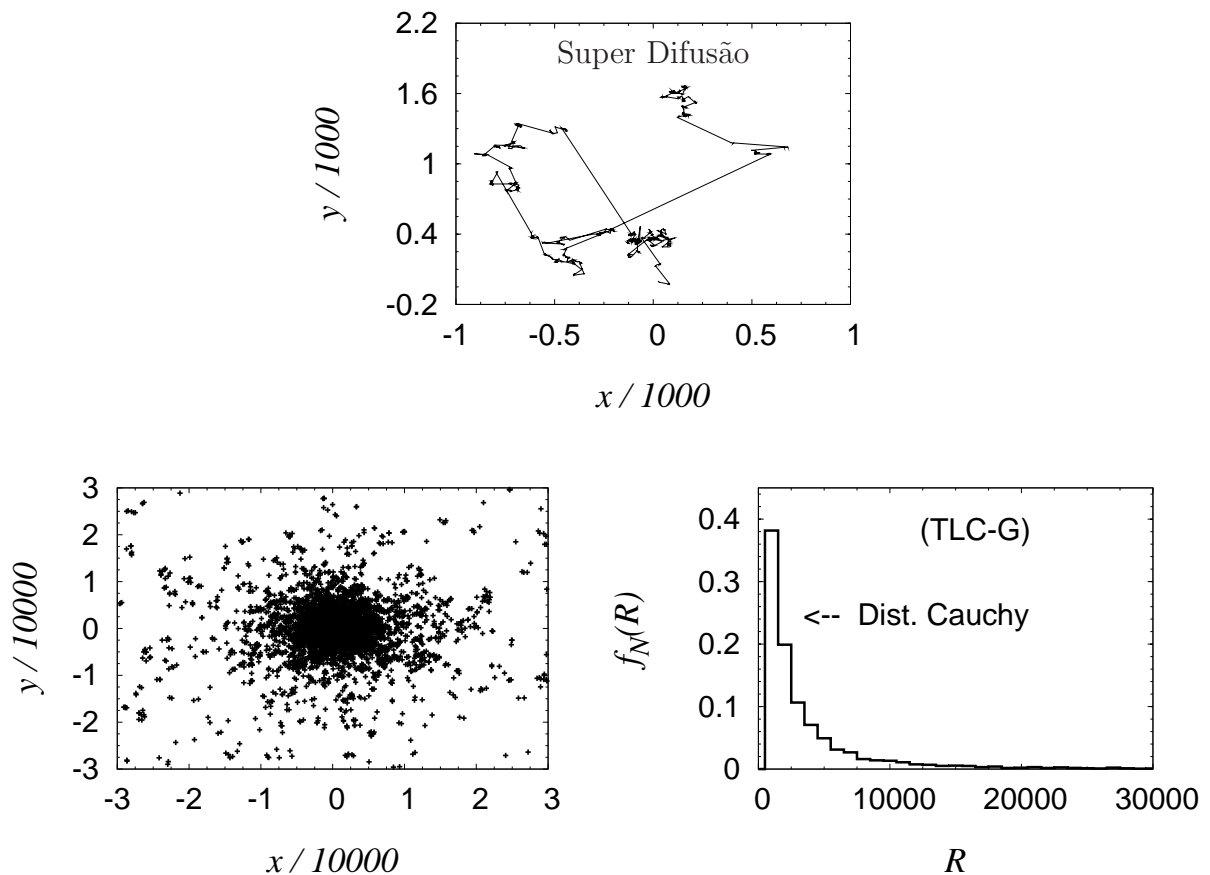 2.2
Super Difusão
1.6
1
0.4
-0.2
y / 1000
-1 -0.5 0 0.5 1
x / 1000
3
2
1
0
-1
-2
-3
y / 10000
-3 -2 -1 0 1 2 3
x / 10000
0.4
(TLC-G)
0.3
<-- Dist. Cauchy
0.2
0.1
0
f_N(R)
0 10000 20000 30000
R